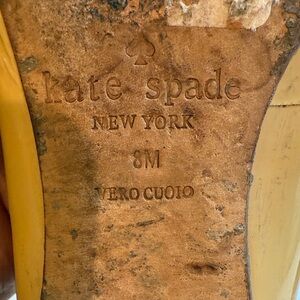 kate spade
NEW YORK
8M
VERO CUOIO